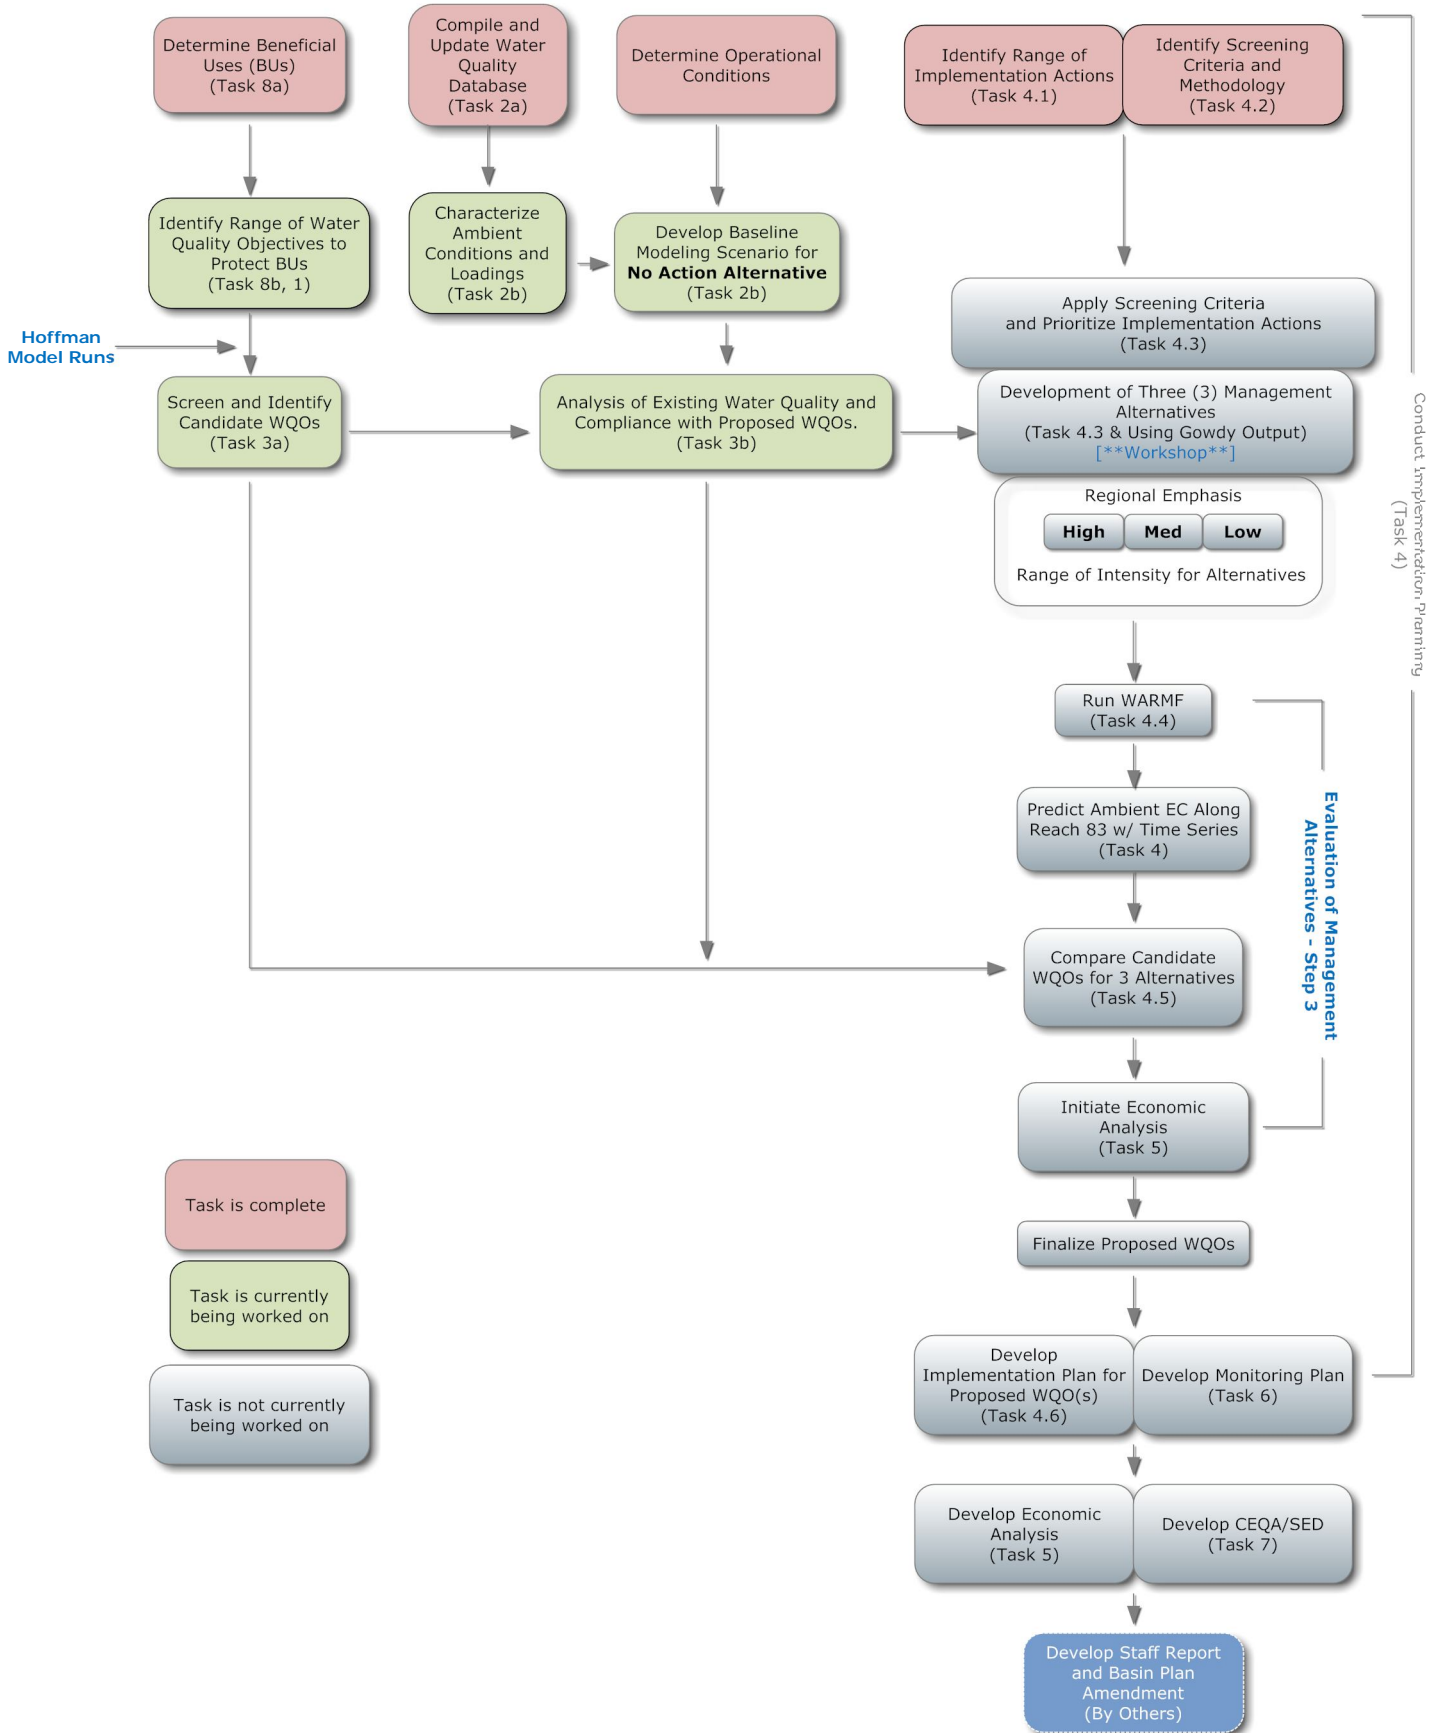 Determine Beneficial
Uses (BUs)
(Task 8a)
Compile and
Update Water
Quality
Database
(Task 2a)
Determine Operational
Conditions
Identify Range of
Implementation Actions
(Task 4.1)
Identify Screening
Criteria and
Methodology
(Task 4.2)
Identify Range of Water
Quality Objectives to
Protect BUs
(Task 8b, 1)
Characterize
Ambient
Conditions and
Loadings
(Task 2b)
Develop Baseline
Modeling Scenario for
No Action Alternative
(Task 2b)
Apply Screening Criteria
and Prioritize Implementation Actions
(Task 4.3)
Hoffman
Model Runs
Screen and Identify
Candidate WQOs
(Task 3a)
Analysis of Existing Water Quality and
Compliance with Proposed WQOs.
(Task 3b)
Development of Three (3) Management
Alternatives
(Task 4.3 & Using Gowdy Output)
[**Workshop**]
Regional Emphasis
High Med Low
Range of Intensity for Alternatives
Conduct Implementation Planning
(Task 4)
Run WARMF
(Task 4.4)
Predict Ambient EC Along
Reach 83 w/ Time Series
(Task 4)
Evaluation of Management
Alternatives - Step 3
Compare Candidate
WQOs for 3 Alternatives
(Task 4.5)
Initiate Economic
Analysis
(Task 5)
Finalize Proposed WQOs
Develop
Implementation Plan for
Proposed WQO(s)
(Task 4.6)
Develop Monitoring Plan
(Task 6)
Develop Economic
Analysis
(Task 5)
Develop CEQA/SED
(Task 7)
Develop Staff Report
and Basin Plan
Amendment
(By Others)
Task is complete
Task is currently
being worked on
Task is not currently
being worked on